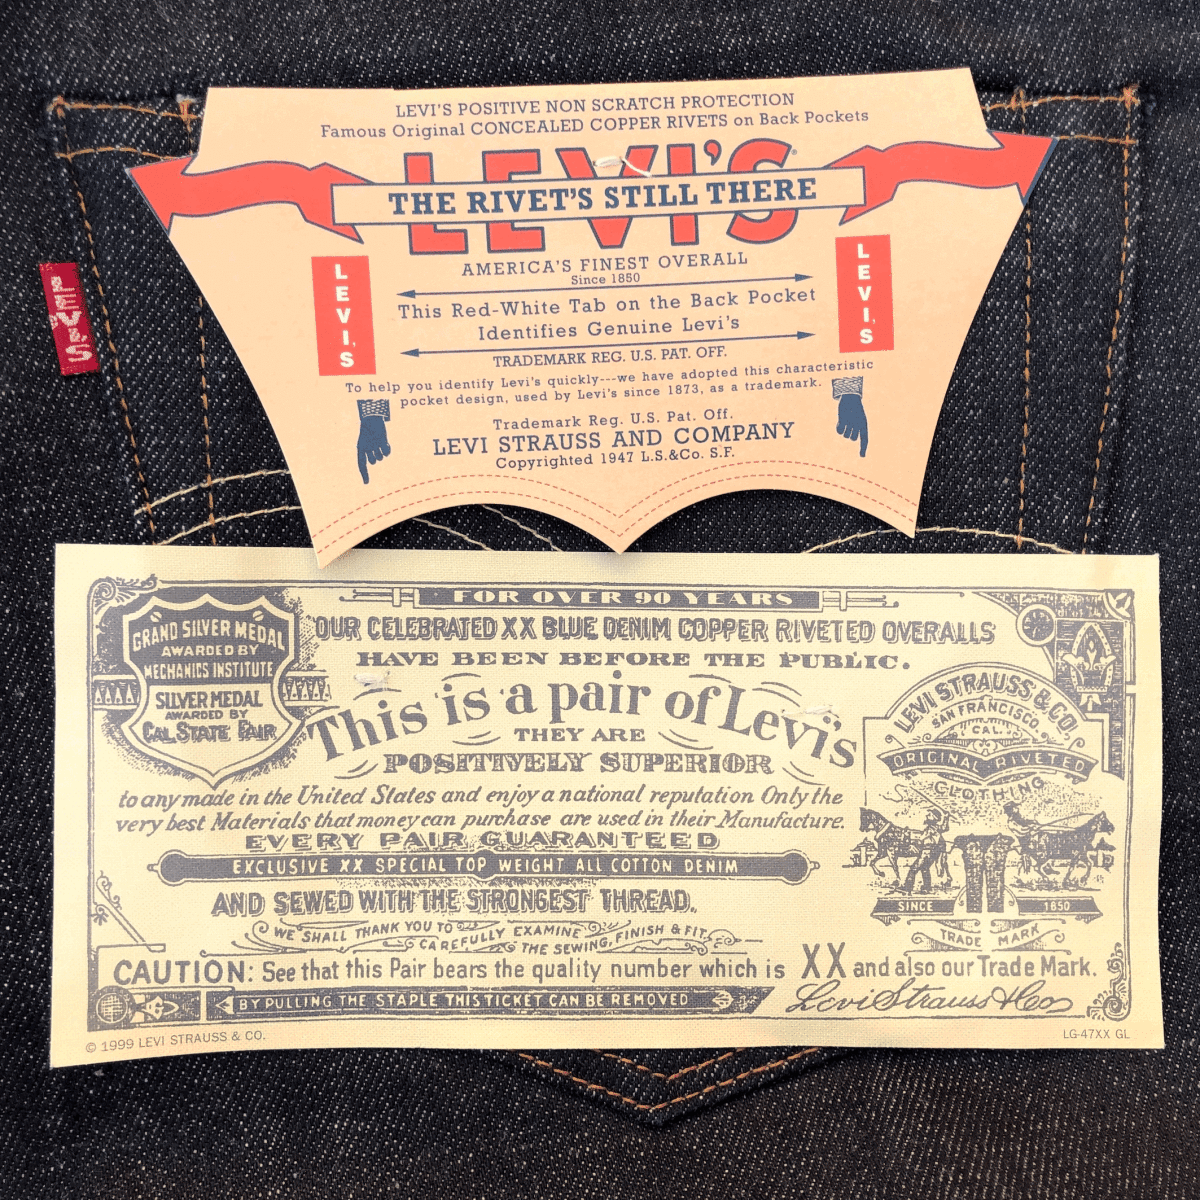 LEVI'S POSITIVE NON SCRATCH PROTECTION
Famous Original CONCEALED COPPER RIVETS on Back Pockets
LEVI'S®
THE RIVET'S STILL THERE
AMERICA'S FINEST OVERALL
Since 1850
This Red-White Tab on the Back Pocket
Identifies Genuine Levi's
TRADEMARK REG. U.S. PAT. OFF.
LEVI'S
LEVI'S
LEVI'S
To help you identify Levi's quickly---we have adopted this characteristic
pocket design, used by Levi's since 1873, as a trademark.
Trademark Reg. U.S. Pat. Off.
LEVI STRAUSS AND COMPANY
Copyrighted 1947 L.S.&Co. S.F.
FOR OVER 90 YEARS
OUR CELEBRATED XX BLUE DENIM COPPER RIVETED OVERALLS
HAVE BEEN BEFORE THE PUBLIC.
GRAND SILVER MEDAL
AWARDED BY
MECHANICS INSTITUTE
SILVER MEDAL
AWARDED BY
CAL STATE FAIR
This is a pair of Levi's
THEY ARE
POSITIVELY SUPERIOR
to any made in the United States and enjoy a national reputation Only the
very best Materials that money can purchase are used in their Manufacture.
EVERY PAIR GUARANTEED
EXCLUSIVE XX SPECIAL TOP WEIGHT ALL COTTON DENIM
AND SEWED WITH THE STRONGEST THREAD.
WE SHALL THANK YOU TO CAREFULLY EXAMINE THE SEWING, FINISH & FIT.
LEVI STRAUSS & CO.
SAN FRANCISCO
CAL.
ORIGINAL RIVETED
CLOTHING
SINCE 1850
TRADE MARK
CAUTION: See that this Pair bears the quality number which is XX and also our Trade Mark.
BY PULLING THE STAPLE THIS TICKET CAN BE REMOVED
Levi Strauss & Co
© 1999 LEVI STRAUSS & CO.
LG-47XX GL